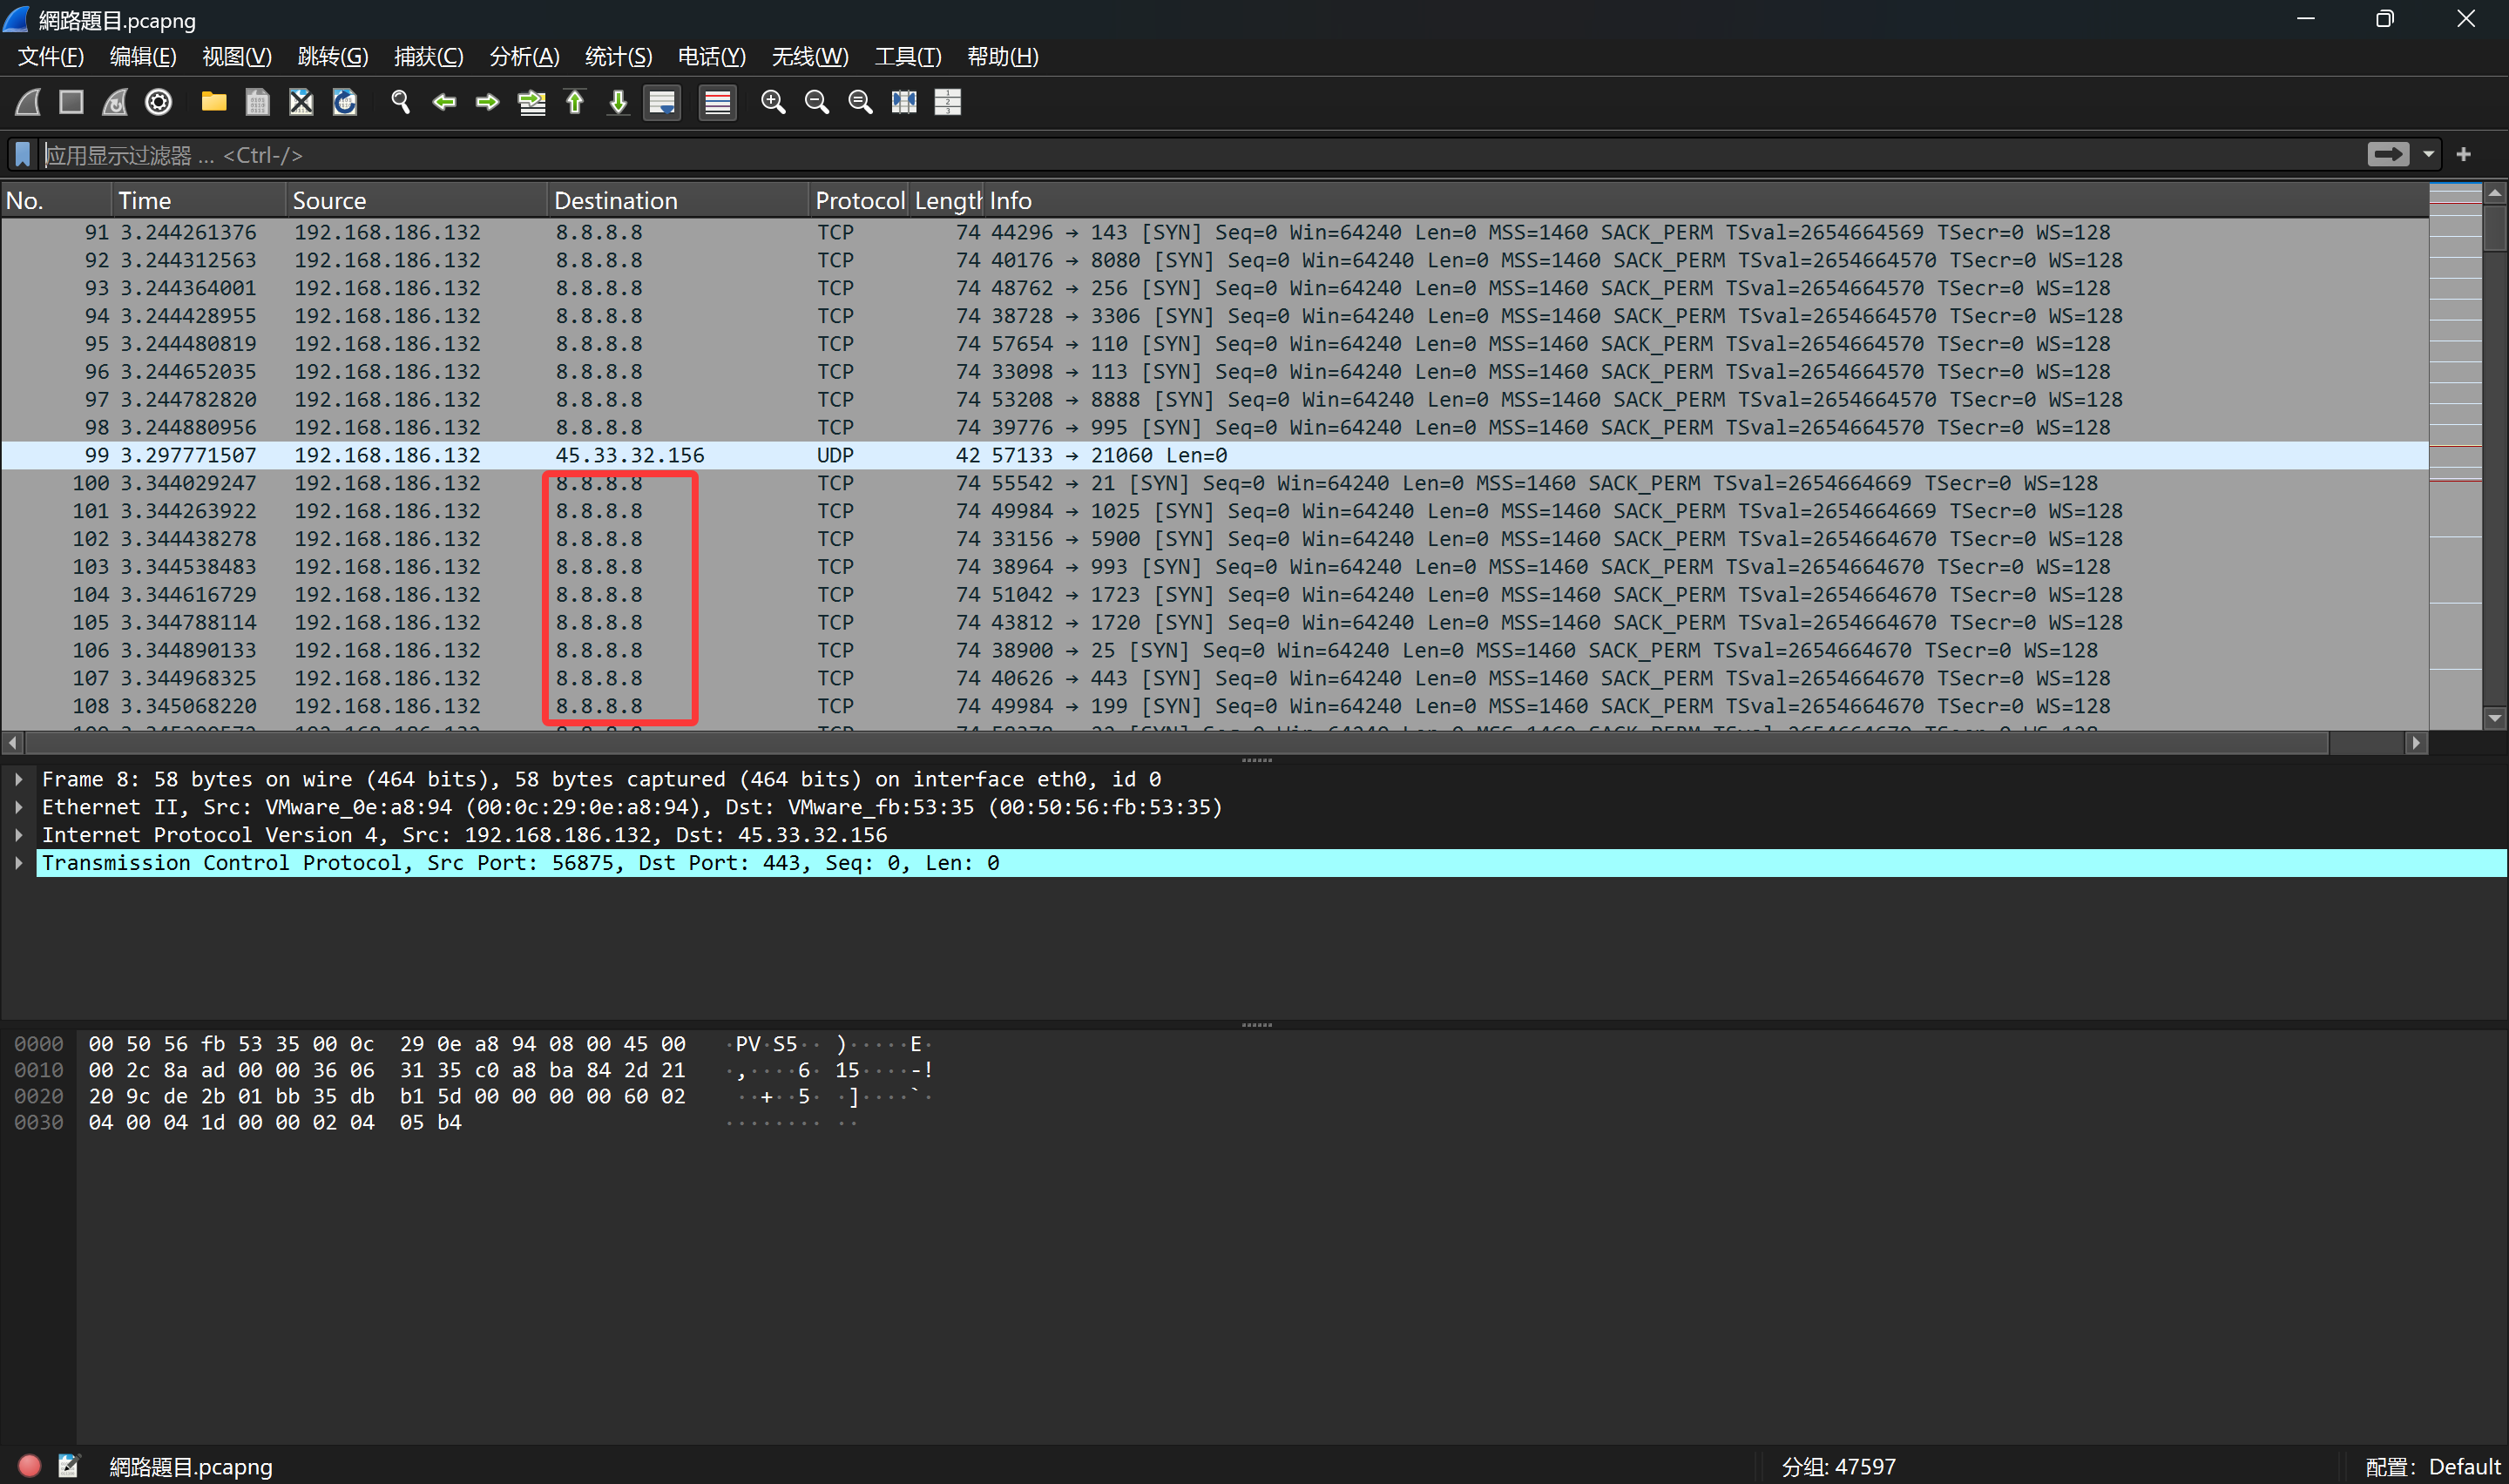 網路題目.pcapng
文件(F) 编辑(E) 视图(V) 跳转(G) 捕获(C) 分析(A) 统计(S) 电话(Y) 无线(W) 工具(T) 帮助(H)
应用显示过滤器 … <Ctrl-/>
No. Time Source Destination Protocol Length Info
91 3.244261376 192.168.186.132 8.8.8.8 TCP 74 44296 → 143 [SYN] Seq=0 Win=64240 Len=0 MSS=1460 SACK_PERM TSval=2654664569 TSecr=0 WS=128
92 3.244312563 192.168.186.132 8.8.8.8 TCP 74 40176 → 8080 [SYN] Seq=0 Win=64240 Len=0 MSS=1460 SACK_PERM TSval=2654664570 TSecr=0 WS=128
93 3.244364001 192.168.186.132 8.8.8.8 TCP 74 48762 → 256 [SYN] Seq=0 Win=64240 Len=0 MSS=1460 SACK_PERM TSval=2654664570 TSecr=0 WS=128
94 3.244428955 192.168.186.132 8.8.8.8 TCP 74 38728 → 3306 [SYN] Seq=0 Win=64240 Len=0 MSS=1460 SACK_PERM TSval=2654664570 TSecr=0 WS=128
95 3.244480819 192.168.186.132 8.8.8.8 TCP 74 57654 → 110 [SYN] Seq=0 Win=64240 Len=0 MSS=1460 SACK_PERM TSval=2654664570 TSecr=0 WS=128
96 3.244652035 192.168.186.132 8.8.8.8 TCP 74 33098 → 113 [SYN] Seq=0 Win=64240 Len=0 MSS=1460 SACK_PERM TSval=2654664570 TSecr=0 WS=128
97 3.244782820 192.168.186.132 8.8.8.8 TCP 74 53208 → 8888 [SYN] Seq=0 Win=64240 Len=0 MSS=1460 SACK_PERM TSval=2654664570 TSecr=0 WS=128
98 3.244880956 192.168.186.132 8.8.8.8 TCP 74 39776 → 995 [SYN] Seq=0 Win=64240 Len=0 MSS=1460 SACK_PERM TSval=2654664570 TSecr=0 WS=128
99 3.297771507 192.168.186.132 45.33.32.156 UDP 42 57133 → 21060 Len=0
100 3.344029247 192.168.186.132 8.8.8.8 TCP 74 55542 → 21 [SYN] Seq=0 Win=64240 Len=0 MSS=1460 SACK_PERM TSval=2654664669 TSecr=0 WS=128
101 3.344263922 192.168.186.132 8.8.8.8 TCP 74 49984 → 1025 [SYN] Seq=0 Win=64240 Len=0 MSS=1460 SACK_PERM TSval=2654664669 TSecr=0 WS=128
102 3.344438278 192.168.186.132 8.8.8.8 TCP 74 33156 → 5900 [SYN] Seq=0 Win=64240 Len=0 MSS=1460 SACK_PERM TSval=2654664670 TSecr=0 WS=128
103 3.344538483 192.168.186.132 8.8.8.8 TCP 74 38964 → 993 [SYN] Seq=0 Win=64240 Len=0 MSS=1460 SACK_PERM TSval=2654664670 TSecr=0 WS=128
104 3.344616729 192.168.186.132 8.8.8.8 TCP 74 51042 → 1723 [SYN] Seq=0 Win=64240 Len=0 MSS=1460 SACK_PERM TSval=2654664670 TSecr=0 WS=128
105 3.344788114 192.168.186.132 8.8.8.8 TCP 74 43812 → 1720 [SYN] Seq=0 Win=64240 Len=0 MSS=1460 SACK_PERM TSval=2654664670 TSecr=0 WS=128
106 3.344890133 192.168.186.132 8.8.8.8 TCP 74 38900 → 25 [SYN] Seq=0 Win=64240 Len=0 MSS=1460 SACK_PERM TSval=2654664670 TSecr=0 WS=128
107 3.344968325 192.168.186.132 8.8.8.8 TCP 74 40626 → 443 [SYN] Seq=0 Win=64240 Len=0 MSS=1460 SACK_PERM TSval=2654664670 TSecr=0 WS=128
108 3.345068220 192.168.186.132 8.8.8.8 TCP 74 49984 → 199 [SYN] Seq=0 Win=64240 Len=0 MSS=1460 SACK_PERM TSval=2654664670 TSecr=0 WS=128
Frame 8: 58 bytes on wire (464 bits), 58 bytes captured (464 bits) on interface eth0, id 0
Ethernet II, Src: VMware_0e:a8:94 (00:0c:29:0e:a8:94), Dst: VMware_fb:53:35 (00:50:56:fb:53:35)
Internet Protocol Version 4, Src: 192.168.186.132, Dst: 45.33.32.156
Transmission Control Protocol, Src Port: 56875, Dst Port: 443, Seq: 0, Len: 0
0000 00 50 56 fb 53 35 00 0c 29 0e a8 94 08 00 45 00 ·PV·S5·· )·····E·
0010 00 2c 8a ad 00 00 36 06 31 35 c0 a8 ba 84 2d 21 ·,····6· 15····-!
0020 20 9c de 2b 01 bb 35 db b1 5d 00 00 00 00 60 02 ··+··5· ·]····`·
0030 04 00 04 1d 00 00 02 04 05 b4 ········ ··
網路題目.pcapng 分组: 47597 配置: Default